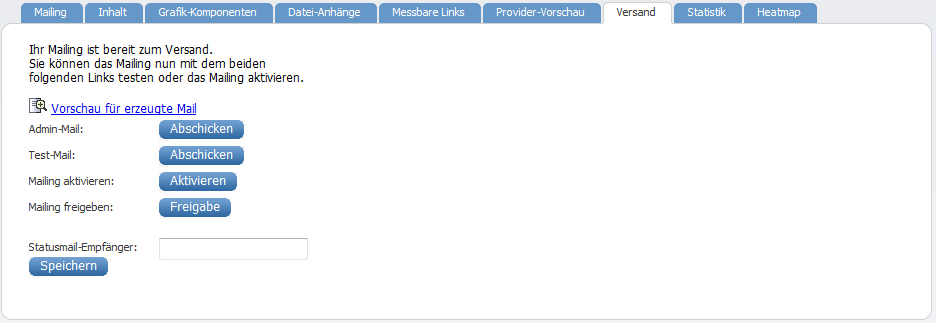 Mailing Inhalt Grafik-Komponenten Datei-Anhänge Messbare Links Provider-Vorschau Versand Statistik Heatmap
Ihr Mailing ist bereit zum Versand.
Sie können das Mailing nun mit dem beiden
folgenden Links testen oder das Mailing aktivieren.
Vorschau für erzeugte Mail
Admin-Mail: Abschicken
Test-Mail: Abschicken
Mailing aktivieren: Aktivieren
Mailing freigeben: Freigabe
Statusmail-Empfänger:
Speichern